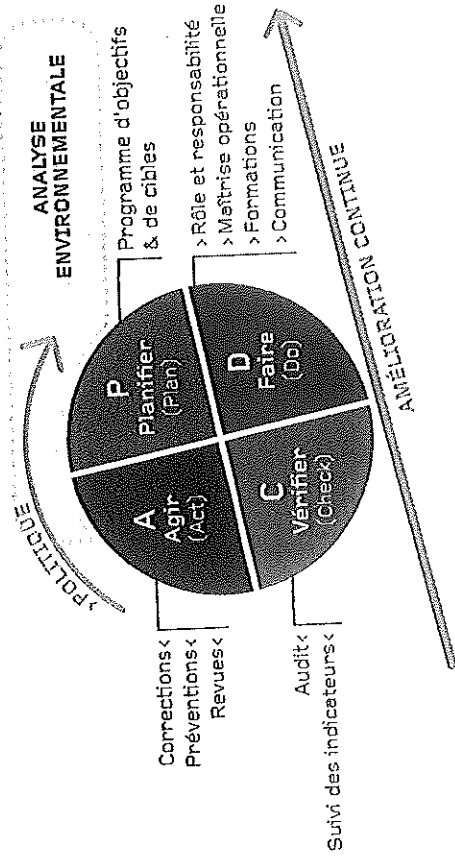 >POLITIQUE
ANALYSE
ENVIRONNEMENTALE
A
Agir
(Act)
P
Planifier
(Plan)
Programme d'objectifs
& de cibles
Corrections<
Préventions<
Revues<
C
Vérifier
(Check)
D
Faire
(Do)
>Rôle et responsabilité
>Maîtrise opérationnelle
>Formations
>Communication
Audit<
Suivi des indicateurs<
AMÉLIORATION CONTINUE